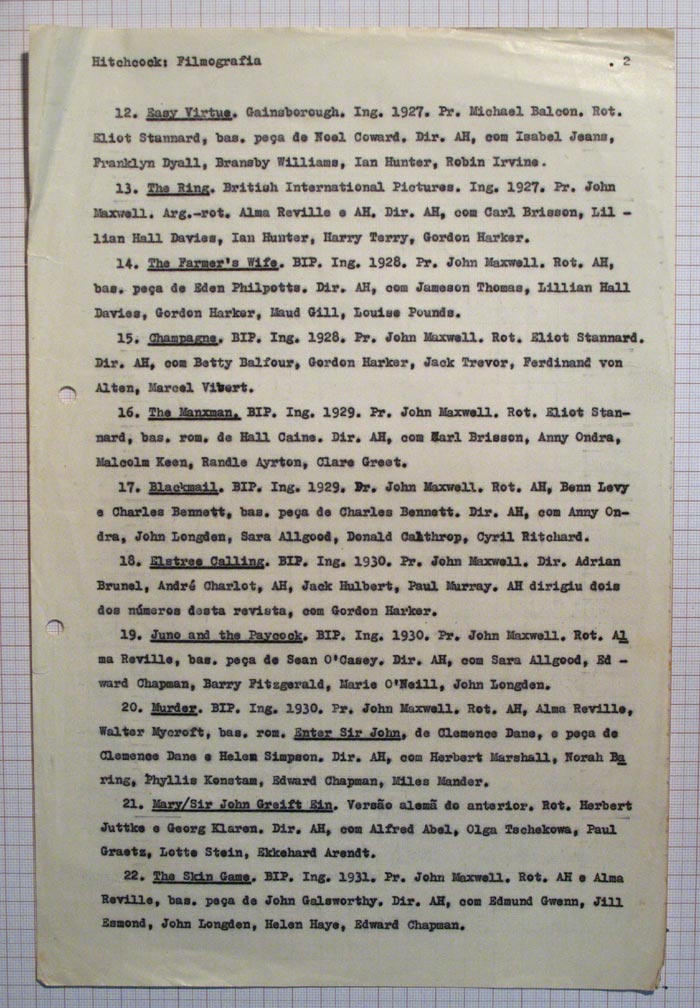 Hitchcock: Filmografia . 2
12. Easy Virtue. Gainsborough. Ing. 1927. Pr. Michael Balcon. Rot.
Eliot Stannard, bas. peça de Noel Coward. Dir. AH, com Isabel Jeans,
Franklyn Dyall, Bransby Williams, Ian Hunter, Robin Irvine.
13. The Ring. British International Pictures. Ing. 1927. Pr. John
Maxwell. Arg.-rot. Alma Reville e AH. Dir. AH, com Carl Brisson, Lil -
lian Hall Davies, Ian Hunter, Harry Terry, Gordon Harker.
14. The Farmer's Wife. BIP. Ing. 1928. Pr. John Maxwell. Rot. AH,
bas. peça de Eden Philpotts. Dir. AH, com Jameson Thomas, Lillian Hall
Davies, Gordon Harker, Maud Gill, Louise Pounds.
15. Champagne. BIP. Ing. 1928. Pr. John Maxwell. Rot. Eliot Stannard.
Dir. AH, com Betty Balfour, Gordon Harker, Jack Trevor, Ferdinand von
Alten, Marcel Vibert.
16. The Manxman. BIP. Ing. 1929. Pr. John Maxwell. Rot. Eliot Stan-
nard, bas. rom. de Hall Caine. Dir. AH, com Karl Brisson, Anny Ondra,
Malcolm Keen, Randle Ayrton, Clare Greet.
17. Blackmail. BIP. Ing. 1929. Pr. John Maxwell. Rot. AH, Benn Levy
e Charles Bennett, bas. peça de Charles Bennett. Dir. AH, com Anny On-
dra, John Longden, Sara Allgood, Donald Calthrop, Cyril Ritchard.
18. Elstree Calling. BIP. Ing. 1930. Pr. John Maxwell. Dir. Adrian
Brunel, André Charlot, AH, Jack Hulbert, Paul Murray. AH dirigiu dois
dos números desta revista, com Gordon Harker.
19. Juno and the Paycock. BIP. Ing. 1930. Pr. John Maxwell. Rot. Al
ma Reville, bas. peça de Sean O'Casey. Dir. AH, com Sara Allgood, Ed -
ward Chapman, Barry Fitzgerald, Marie O'Neill, John Longden.
20. Murder. BIP. Ing. 1930. Pr. John Maxwell. Rot. AH, Alma Reville,
Walter Mycroft, bas. rom. Enter Sir John, de Clemence Dane, e peça de
Clemence Dane e Helen Simpson. Dir. AH, com Herbert Marshall, Norah Ba
ring, Phyllis Konstam, Edward Chapman, Miles Mander.
21. Mary/Sir John Greift Ein. Versão alemã do anterior. Rot. Herbert
Juttke e Georg Klaren. Dir. AH, com Alfred Abel, Olga Tschekowa, Paul
Graetz, Lotte Stein, Ekkehard Arendt.
22. The Skin Game. BIP. Ing. 1931. Pr. John Maxwell. Rot. AH e Alma
Reville, bas. peça de John Galsworthy. Dir. AH, com Edmund Gwenn, Jill
Esmond, John Longden, Helen Haye, Edward Chapman.